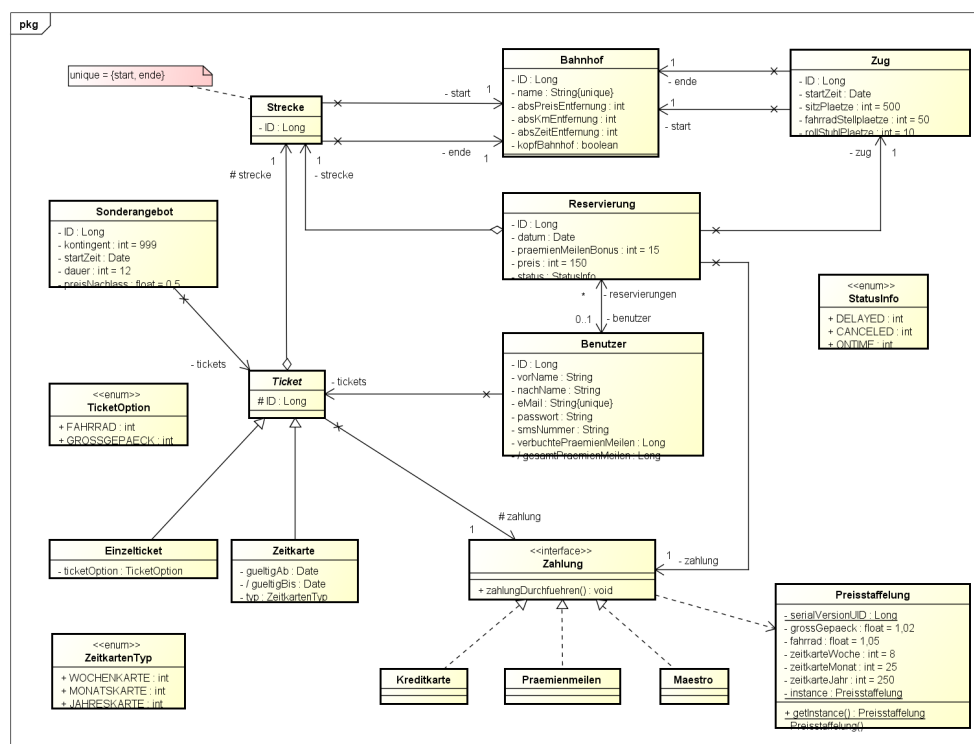 pkg
unique = {start, ende}
Strecke
- ID : Long
- start
1
- ende
1
Bahnhof
- ID : Long
- name : String{unique}
- absPreisEntfernung : int
- absKmEntfernung : int
- absZeitEntfernung : int
- kopfBahnhof : boolean
1
- ende
1
- start
Zug
- ID : Long
- startZeit : Date
- sitzPlaetze : int = 500
- fahrradStellplaetze : int = 50
- rollStuhlPlaetze : int = 10
- zug
1
1
# strecke
1
- strecke
Sonderangebot
- ID : Long
- kontingent : int = 999
- startZeit : Date
- dauer : int = 12
- preisNachlass : float = 0,5
Reservierung
- ID : Long
- datum : Date
- praemienMeilenBonus : int = 15
- preis : int = 150
- status : StatusInfo
* - reservierungen
0..1 - benutzer
<<enum>>
StatusInfo
+ DELAYED : int
+ CANCELED : int
+ ONTIME : int
- tickets
Ticket
# ID : Long
- tickets
Benutzer
- ID : Long
- vorName : String
- nachName : String
- eMail : String{unique}
- passwort : String
- smsNummer : String
- verbuchtePraemienMeilen : Long
- / gesamtPraemienMeilen : Long
<<enum>>
TicketOption
+ FAHRRAD : int
+ GROSSGEPAECK : int
# zahlung
1
Einzelticket
- ticketOption : TicketOption
Zeitkarte
- gueltigAb : Date
- / gueltigBis : Date
- typ : ZeitkartenTyp
<<interface>>
Zahlung
+ zahlungDurchfuehren() : void
1
- zahlung
Preisstaffelung
- serialVersionUID : Long
- grossGepaeck : float = 1,02
- fahrrad : float = 1,05
- zeitkarteWoche : int = 8
- zeitkarteMonat : int = 25
- zeitkarteJahr : int = 250
- instance : Preisstaffelung
+ getInstance() : Preisstaffelung
- Preisstaffelung()
<<enum>>
ZeitkartenTyp
+ WOCHENKARTE : int
+ MONATSKARTE : int
+ JAHRESKARTE : int
Kreditkarte
Praemienmeilen
Maestro